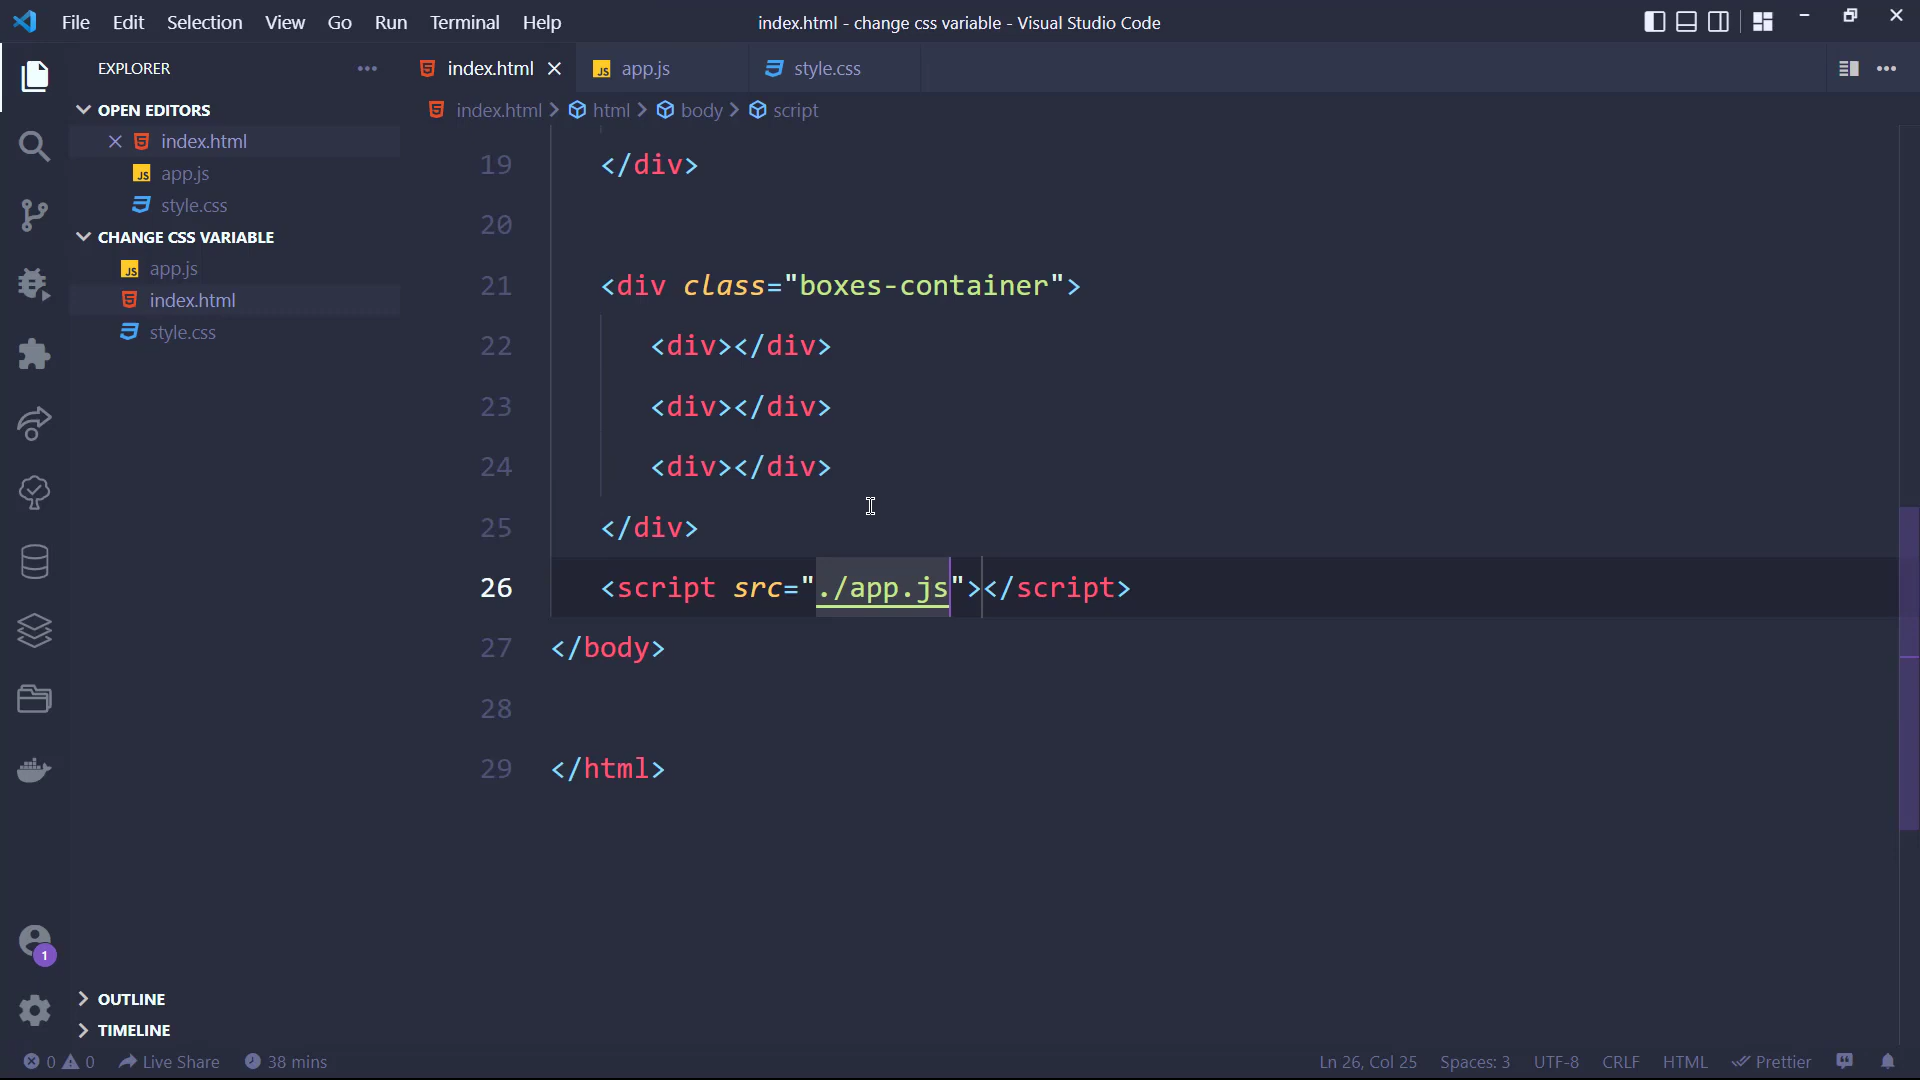 File Edit Selection View Go Run Terminal Help
index.html - change css variable - Visual Studio Code
EXPLORER
index.html
app.js
style.css
OPEN EDITORS
index.html
app.js
style.css
CHANGE CSS VARIABLE
app.js
index.html
style.css
index.html > html > body > script
19 </div>
20
21 <div class="boxes-container">
22 <div></div>
23 <div></div>
24 <div></div>
25 </div>
26 <script src="./app.js"></script>
27 </body>
28
29 </html>
1
OUTLINE
TIMELINE
0 0 Live Share 38 mins
Ln 26, Col 25 Spaces: 3 UTF-8 CRLF HTML Prettier